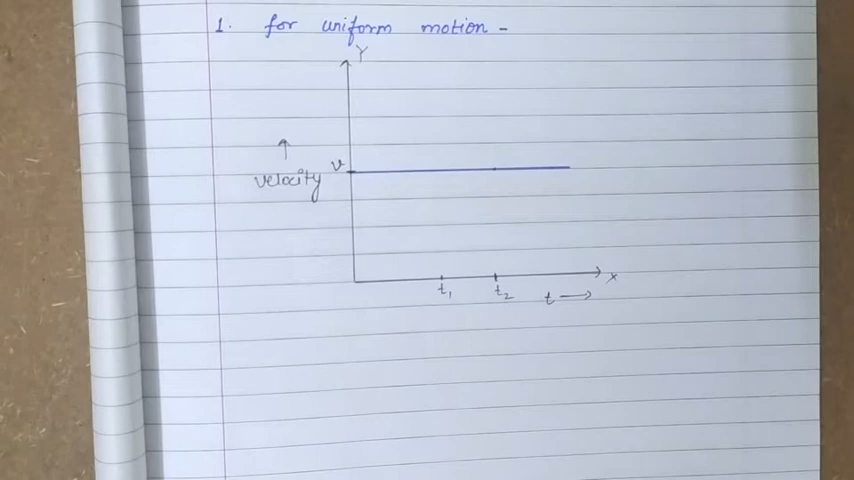 1. for uniform motion -
Y
v
velocity
x
t₁ t₂ t